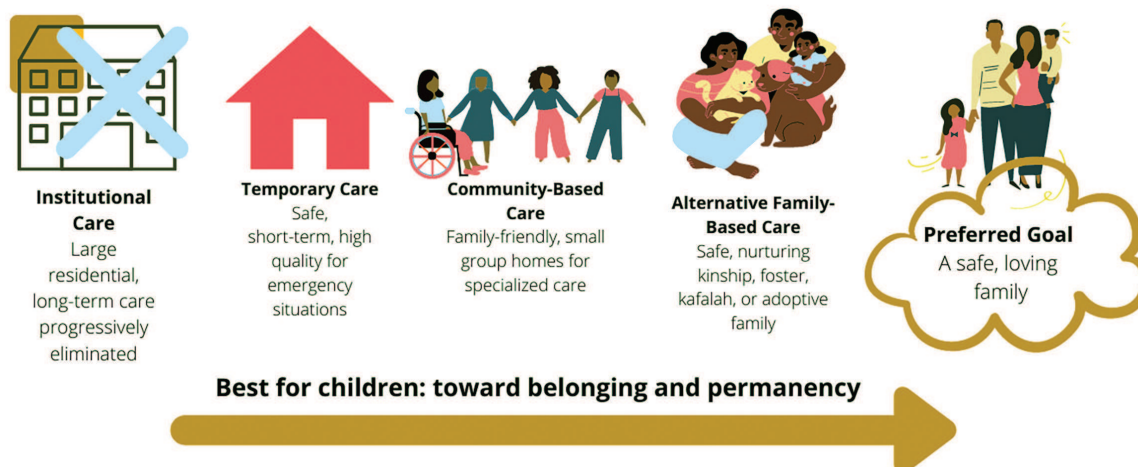 Institutional
Care
Large
residential,
long-term care
progressively
eliminated
Temporary Care
Safe,
short-term, high
quality for
emergency
situations
Community-Based
Care
Family-friendly, small
group homes for
specialized care
Alternative Family-
Based Care
Safe, nurturing
kinship, foster,
kafalah, or adoptive
family
Preferred Goal
A safe, loving
family
Best for children: toward belonging and permanency